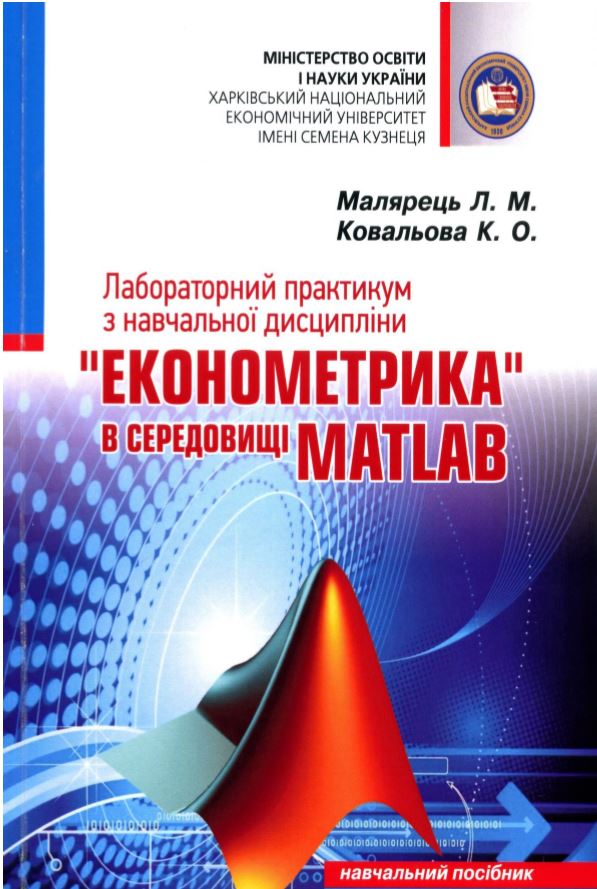 МІНІСТЕРСТВО ОСВІТИ
І НАУКИ УКРАЇНИ
ХАРКІВСЬКИЙ НАЦІОНАЛЬНИЙ
ЕКОНОМІЧНИЙ УНІВЕРСИТЕТ
ІМЕНІ СЕМЕНА КУЗНЕЦЯ
1930
Малярець Л. М.
Ковальова К. О.
Лабораторний практикум
з навчальної дисципліни
"ЕКОНОМЕТРИКА"
В СЕРЕДОВИЩІ MATLAB
навчальний посібник